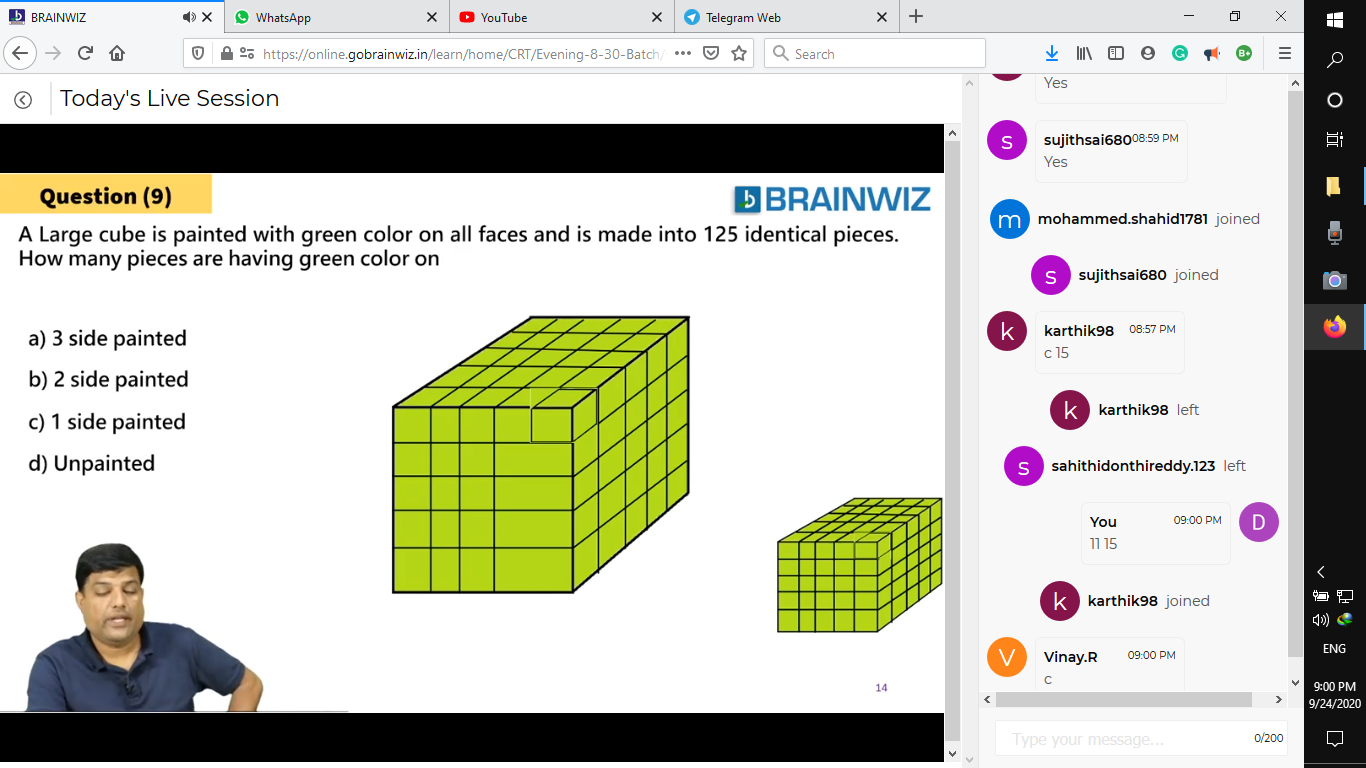 BRAINWIZ
WhatsApp
YouTube
Telegram Web
https://online.gobrainwiz.in/learn/home/CRT/Evening-8-30-Batch/
Search
B+
Today's Live Session
Question (9)
b BRAINWIZ
A Large cube is painted with green color on all faces and is made into 125 identical pieces.
How many pieces are having green color on
a) 3 side painted
b) 2 side painted
c) 1 side painted
d) Unpainted
14
Yes
s
sujithsai680 08:59 PM
Yes
m
mohammed.shahid1781 joined
s
sujithsai680 joined
k
karthik98 08:57 PM
c 15
k
karthik98 left
s
sahithidonthireddy.123 left
You 09:00 PM
11 15
D
k
karthik98 joined
V
Vinay.R 09:00 PM
c
Type your message...
0/200
ENG
9:00 PM
9/24/2020